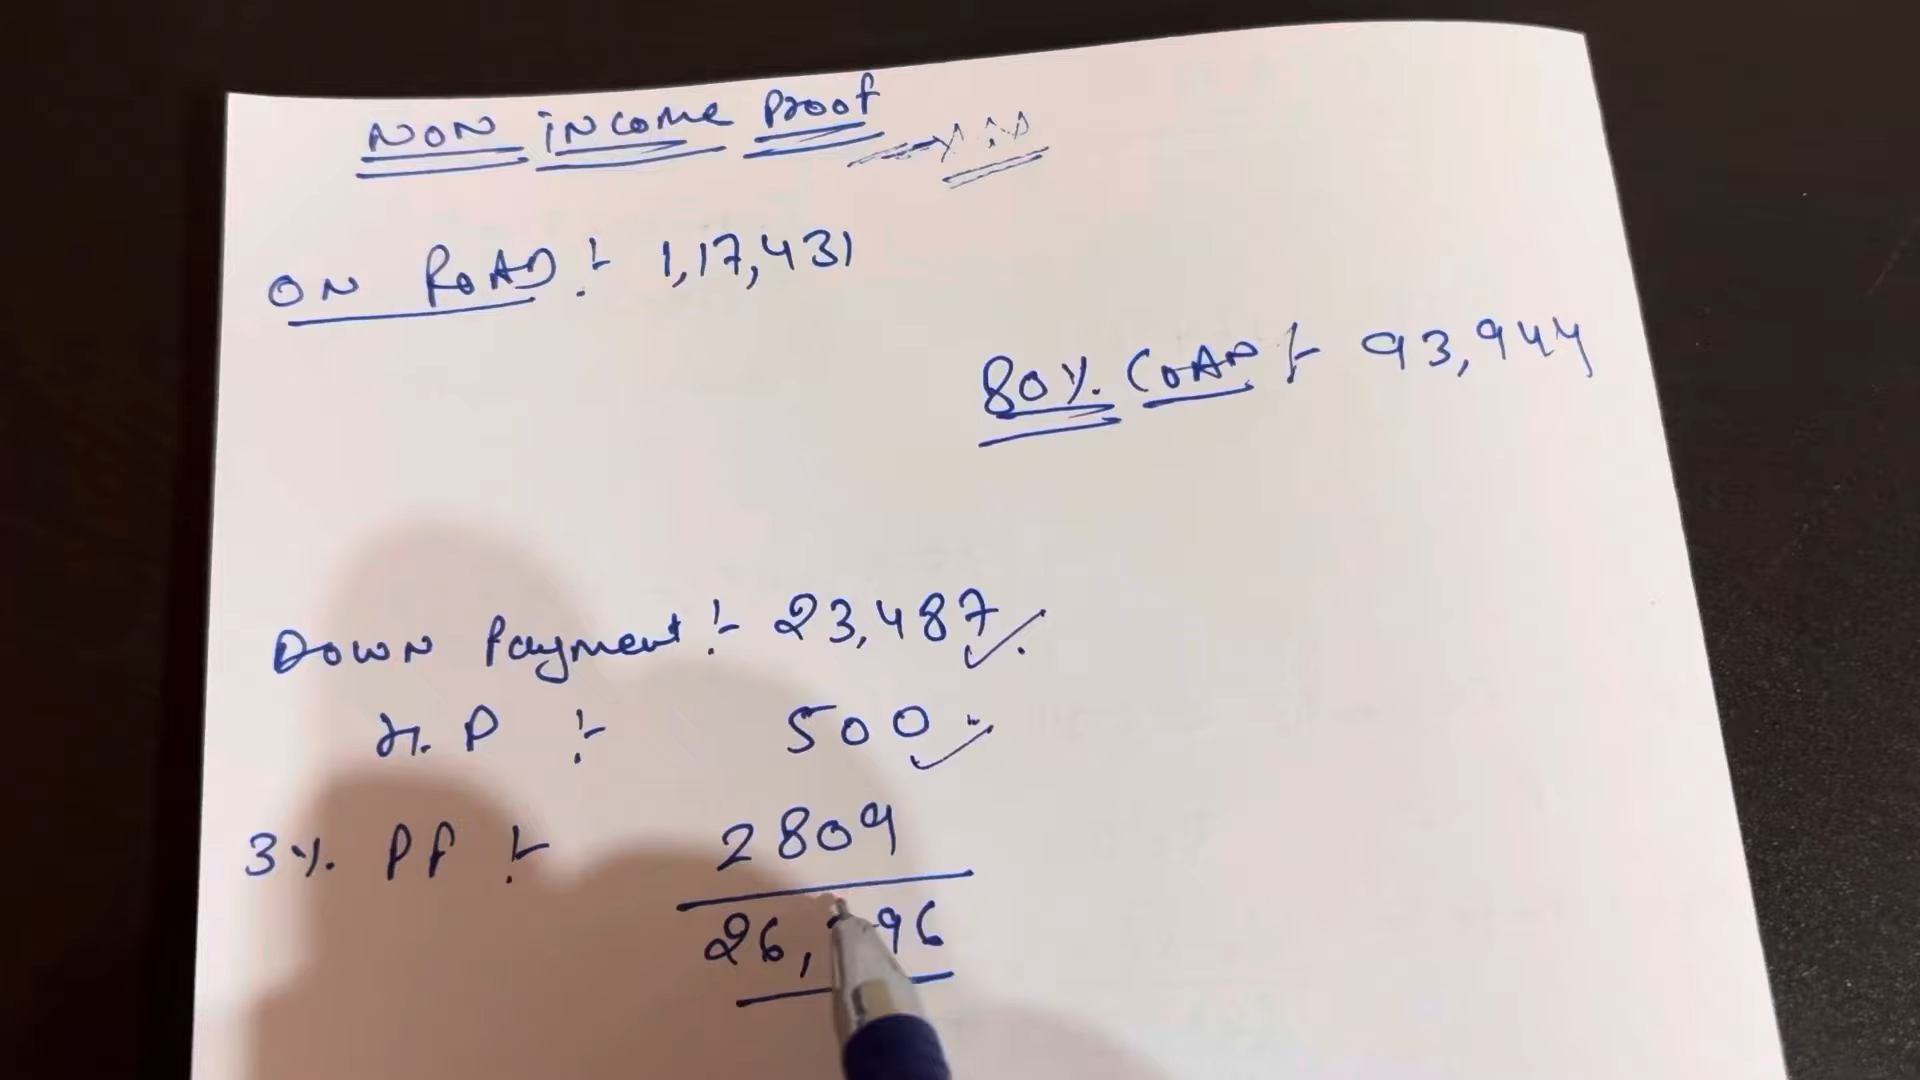 NON INCOME PROOF
ON ROAD :- 1,17,431
80% LOAN :- 93,944
Down Payment :- 23,487
H.P :- 500
3% PF :- 2809